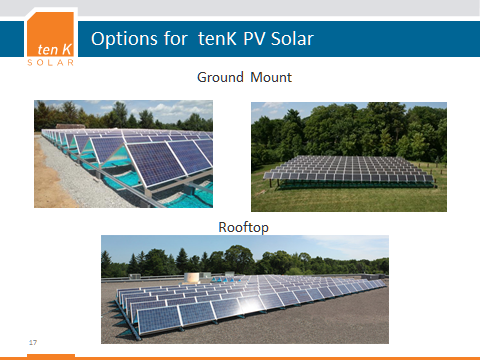 ten K
SOLAR
Options for tenK PV Solar
Ground Mount
Rooftop
17